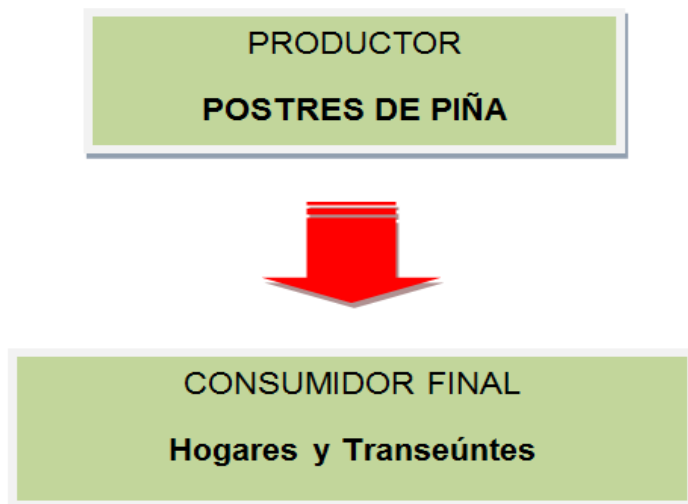 PRODUCTOR
POSTRES DE PIÑA
CONSUMIDOR FINAL
Hogares y Transeúntes